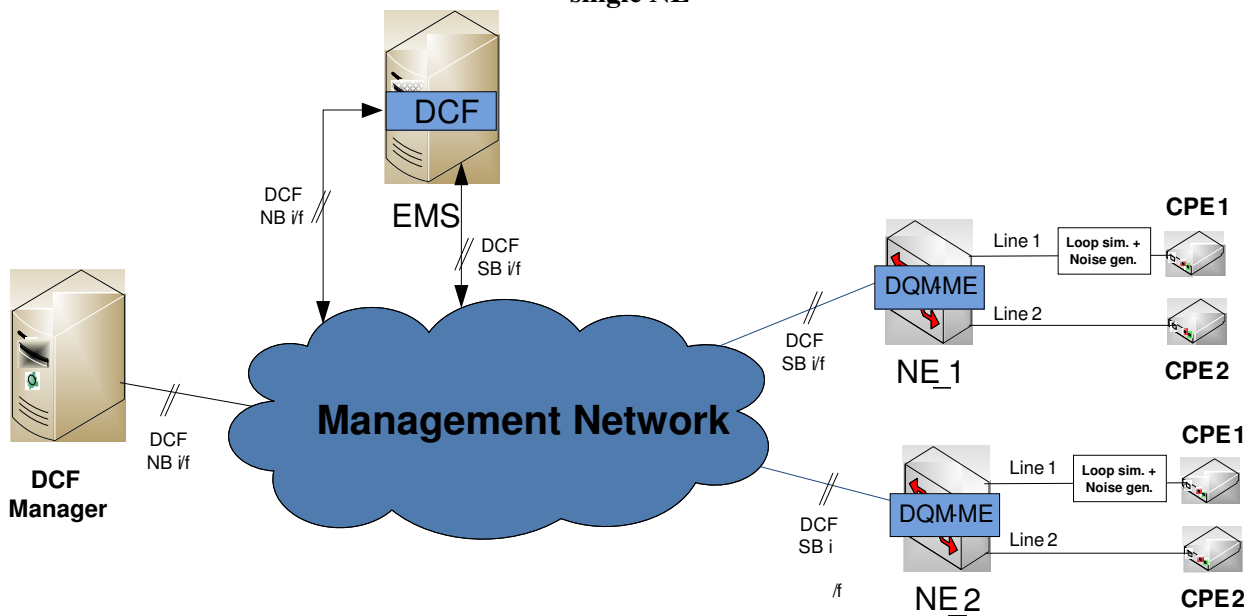 single NE
DCF
EMS
DCF
NB i/f
DCF
SB i/f
DCF
Manager
DCF
NB i/f
Management Network
DCF
SB i/f
DQM-ME
NE_1
Line 1
Loop sim. +
Noise gen.
CPE1
Line 2
CPE2
DCF
SB i
/f
DQM-ME
NE_2
Line 1
Loop sim. +
Noise gen.
CPE1
Line 2
CPE2